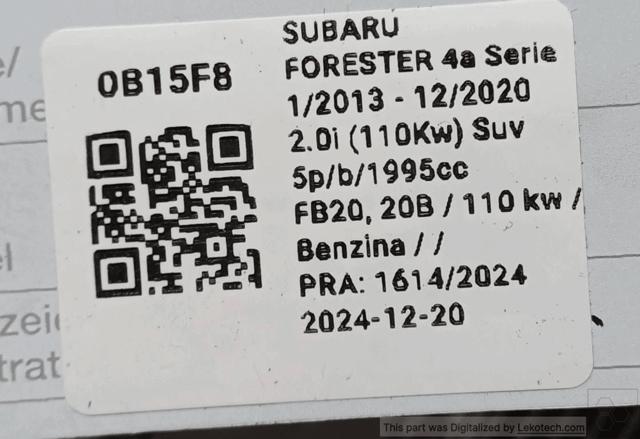 0B15F8
SUBARU
FORESTER 4a Serie
1/2013 - 12/2020
2.0i (110Kw) Suv
5p/b/1995cc
FB20, 20B / 110 kw /
Benzina / /
PRA: 1614/2024
2024-12-20
This part was Digitalized by Lekotech.com